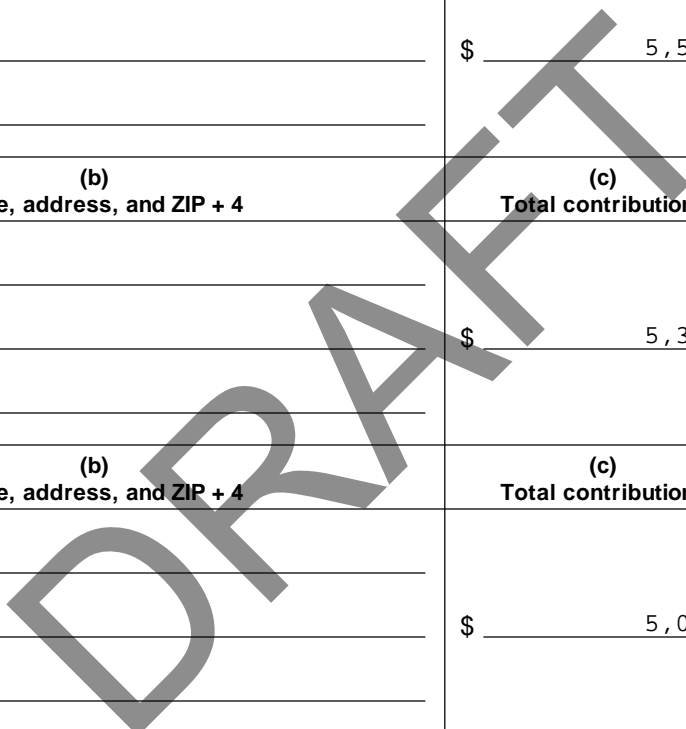 $ 5,5
(b) (c)
e, address, and ZIP + 4 Total contribution
$ 5,3
(b) (c)
e, address, and ZIP + 4 Total contribution
$ 5,0
DRAFT